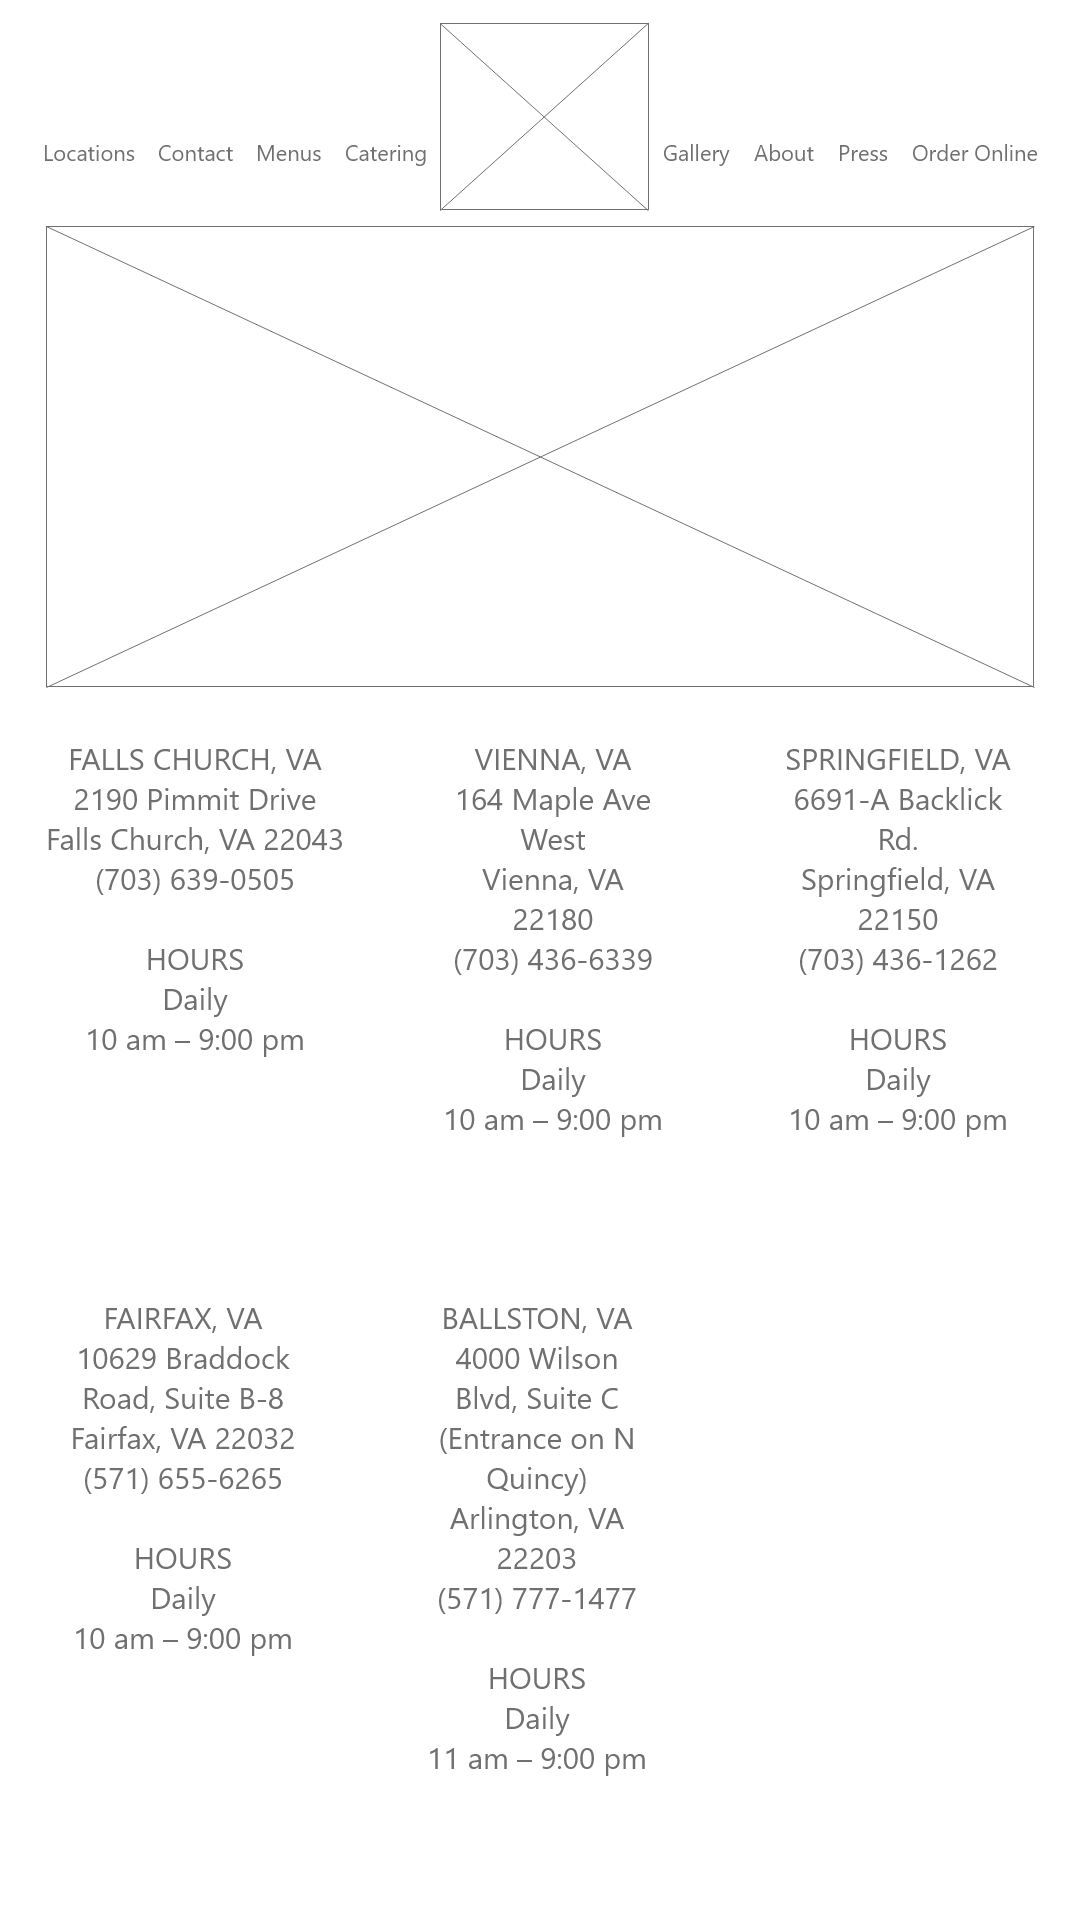 Locations Contact Menus Catering Gallery About Press Order Online
FALLS CHURCH, VA
2190 Pimmit Drive
Falls Church, VA 22043
(703) 639-0505
HOURS
Daily
10 am – 9:00 pm
VIENNA, VA
164 Maple Ave
West
Vienna, VA
22180
(703) 436-6339
HOURS
Daily
10 am – 9:00 pm
SPRINGFIELD, VA
6691-A Backlick
Rd.
Springfield, VA
22150
(703) 436-1262
HOURS
Daily
10 am – 9:00 pm
FAIRFAX, VA
10629 Braddock
Road, Suite B-8
Fairfax, VA 22032
(571) 655-6265
HOURS
Daily
10 am – 9:00 pm
BALLSTON, VA
4000 Wilson
Blvd, Suite C
(Entrance on N
Quincy)
Arlington, VA
22203
(571) 777-1477
HOURS
Daily
11 am – 9:00 pm